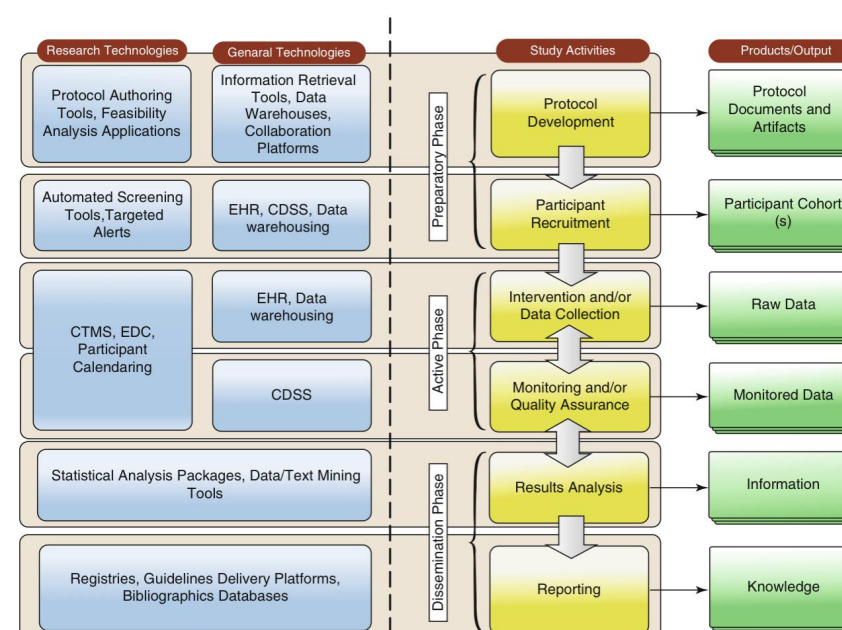 Research Technologies
Genaral Technologies
Study Activities
Products/Output
Protocol Authoring
Tools, Feasibility
Analysis Applications
Information Retrieval
Tools, Data
Warehouses,
Collaboration
Platforms
Preparatory Phase
Protocol
Development
Protocol
Documents and
Artifacts
Automated Screening
Tools,Targeted
Alerts
EHR, CDSS, Data
warehousing
Participant
Recruitment
Participant Cohort
(s)
CTMS, EDC,
Participant
Calendaring
EHR, Data
warehousing
Active Phase
Intervention and/or
Data Collection
Raw Data
CDSS
Monitoring and/or
Quality Assurance
Monitored Data
Statistical Analysis Packages, Data/Text Mining
Tools
Dissemination Phase
Results Analysis
Information
Registries, Guidelines Delivery Platforms,
Bibliographics Databases
Reporting
Knowledge